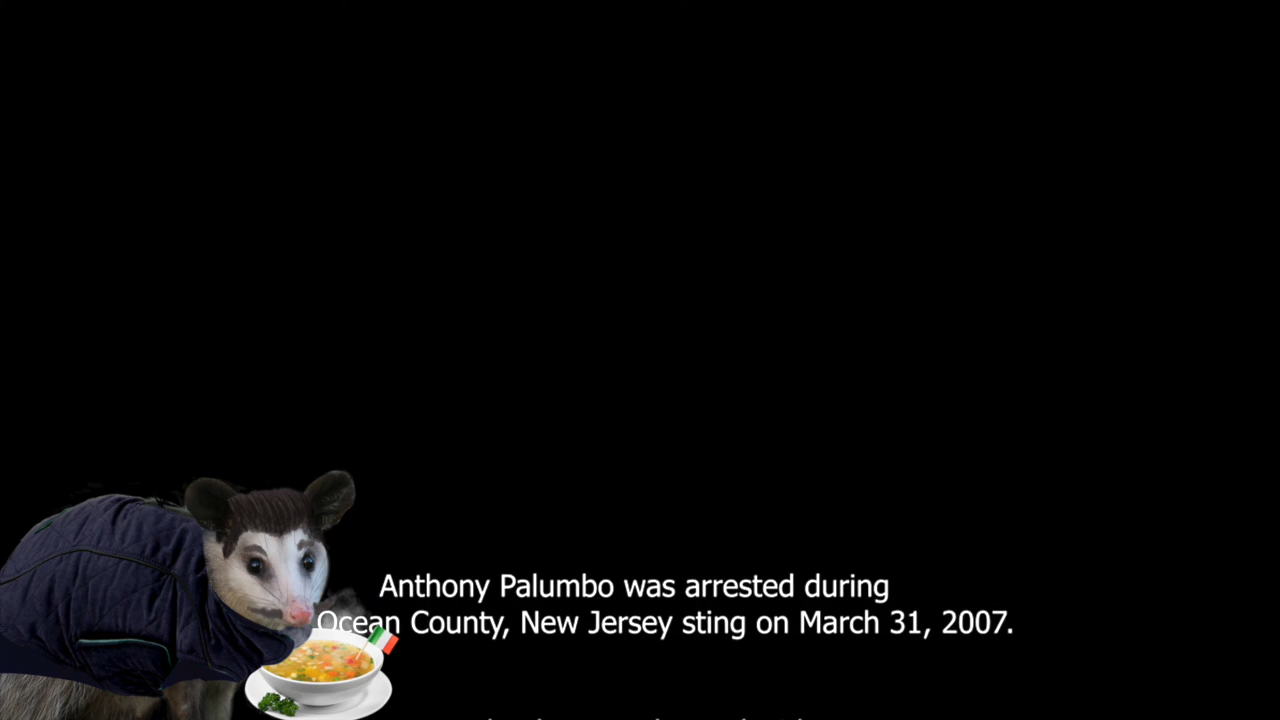 Anthony Palumbo was arrested during
Ocean County, New Jersey sting on March 31, 2007.